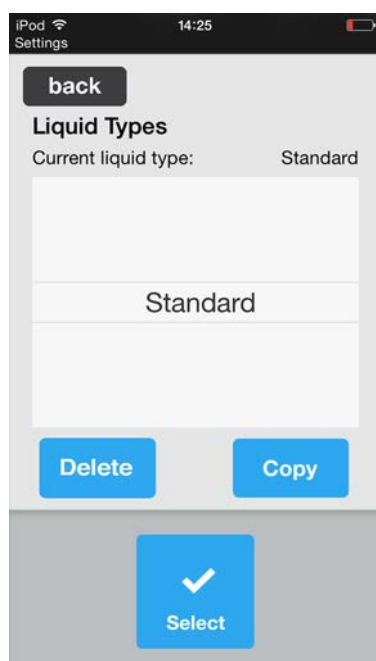 iPod 14:25
Settings
back
Liquid Types
Current liquid type: Standard
Standard
Delete Copy
Select